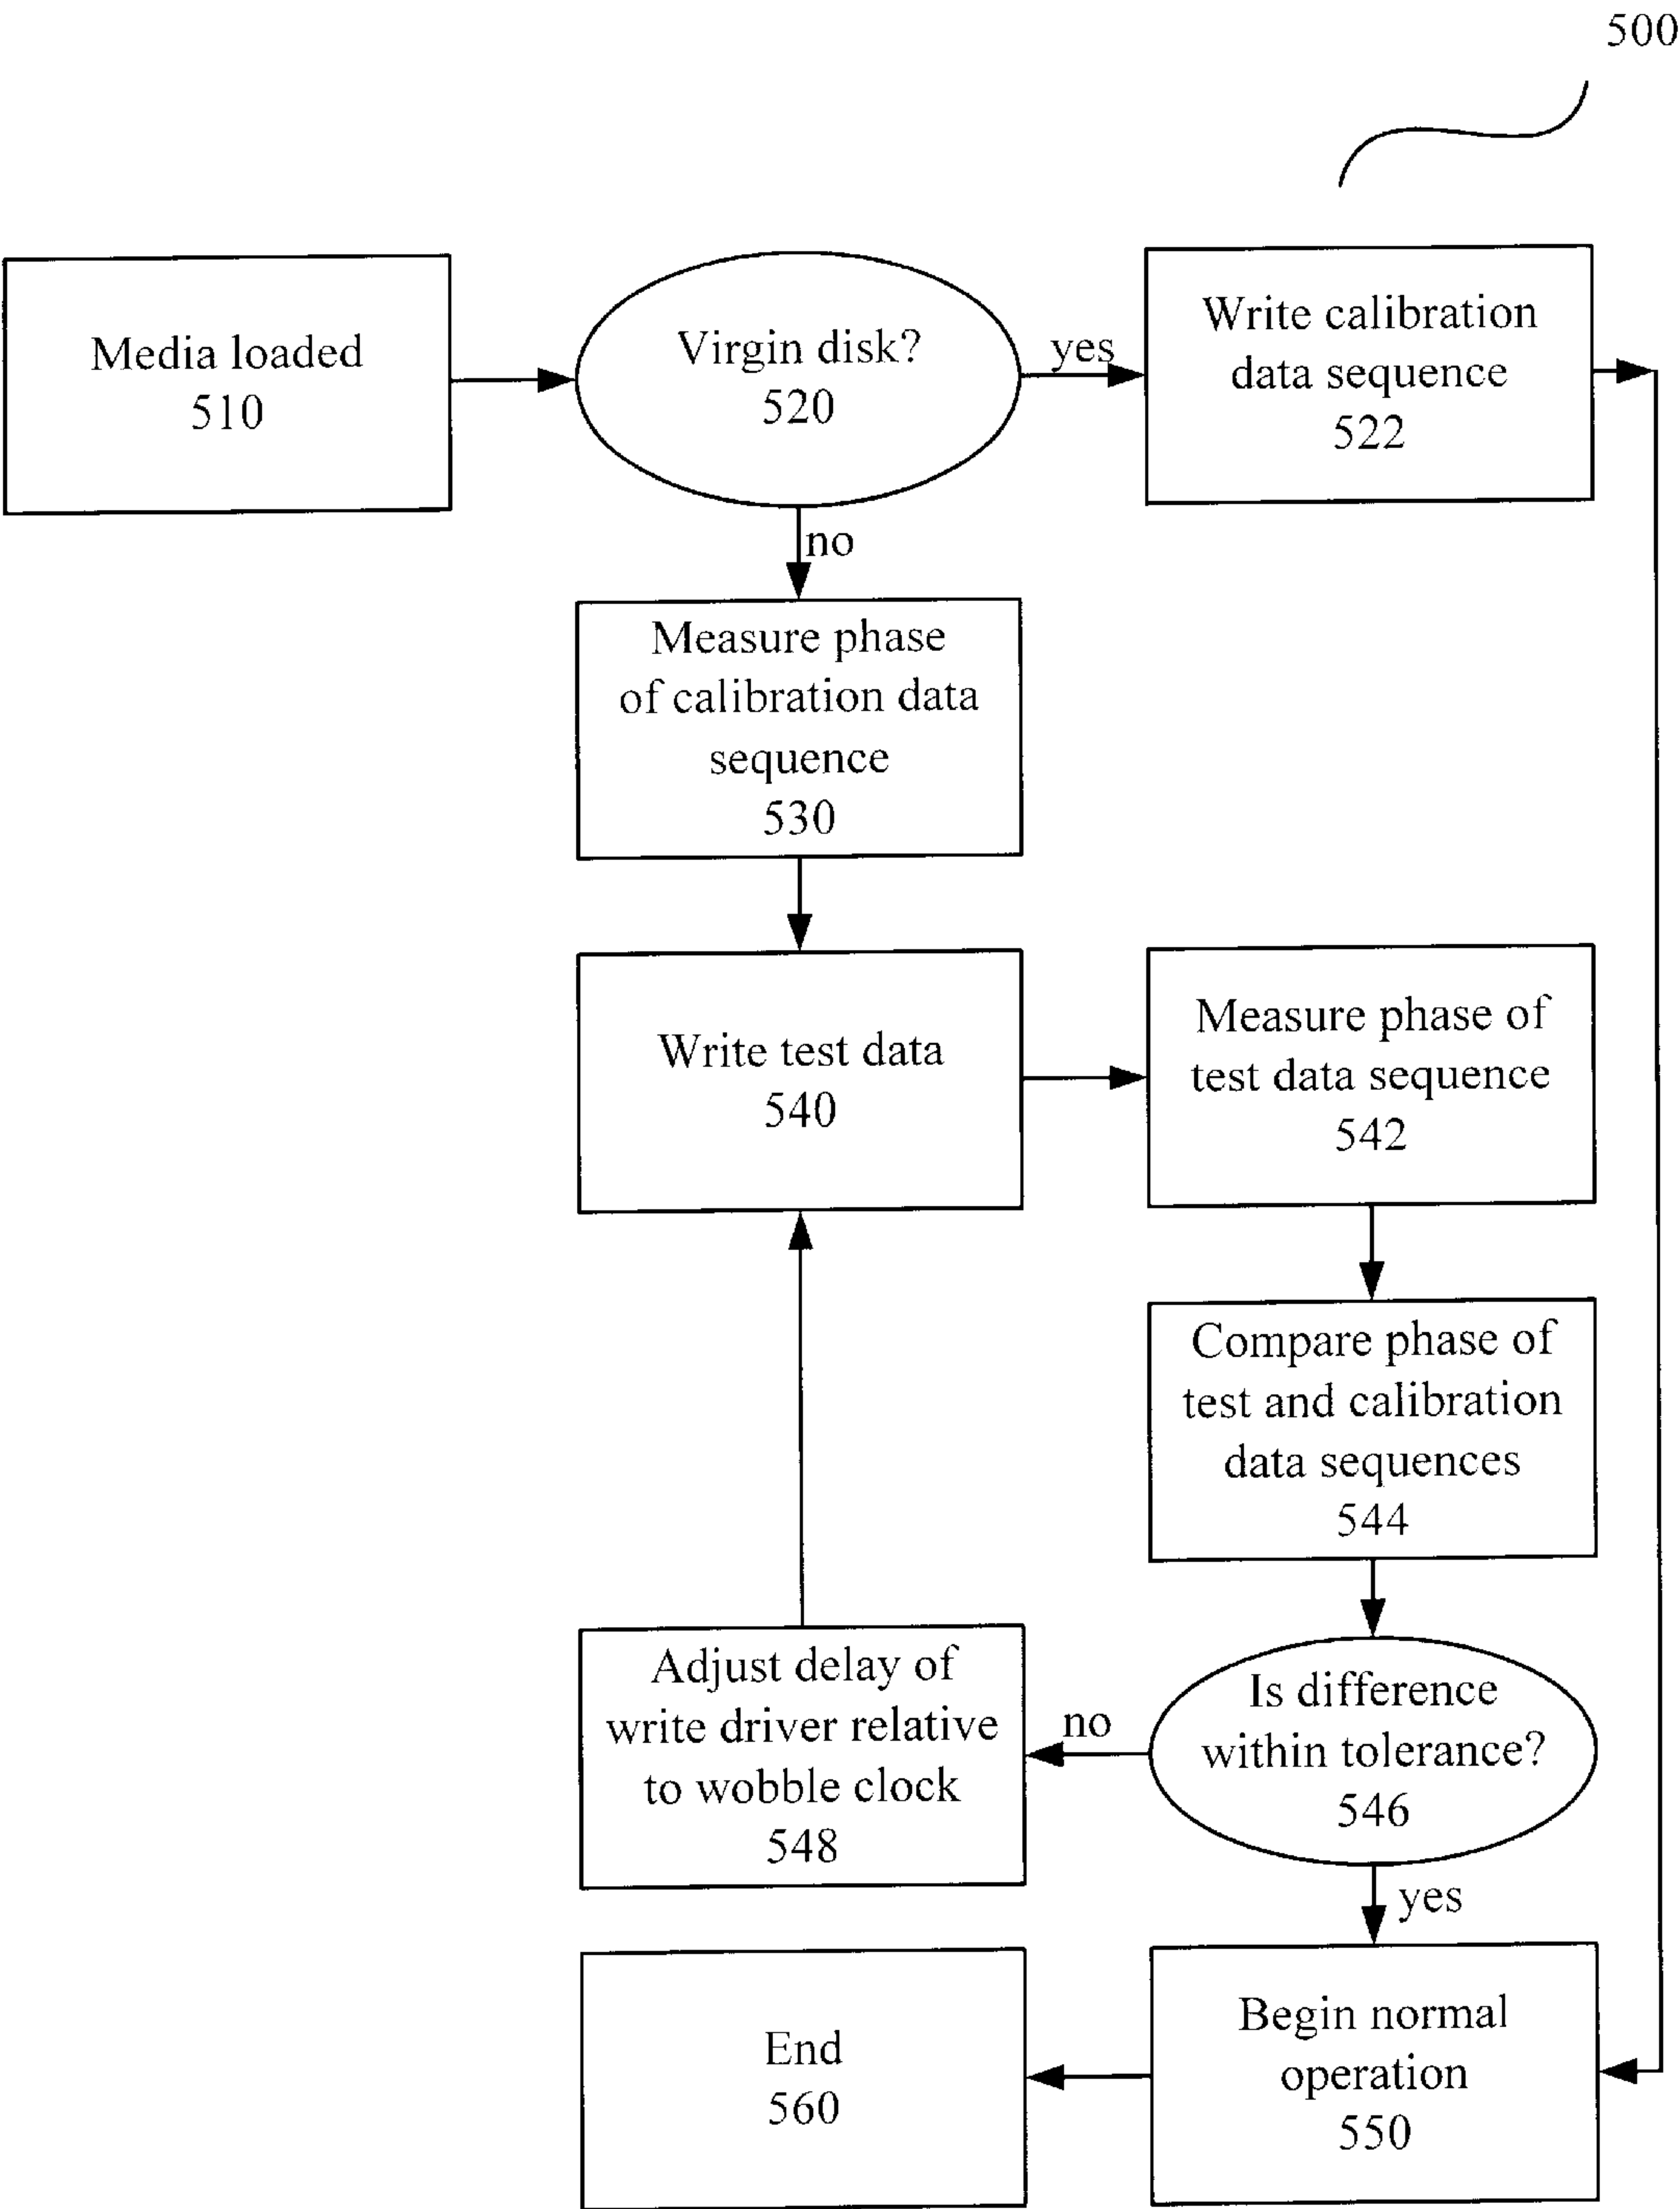 500
Media loaded
510
Virgin disk?
520
yes
Write calibration
data sequence
522
no
Measure phase
of calibration data
sequence
530
Write test data
540
Measure phase of
test data sequence
542
Compare phase of
test and calibration
data sequences
544
Is difference
within tolerance?
546
no
Adjust delay of
write driver relative
to wobble clock
548
yes
Begin normal
operation
550
End
560